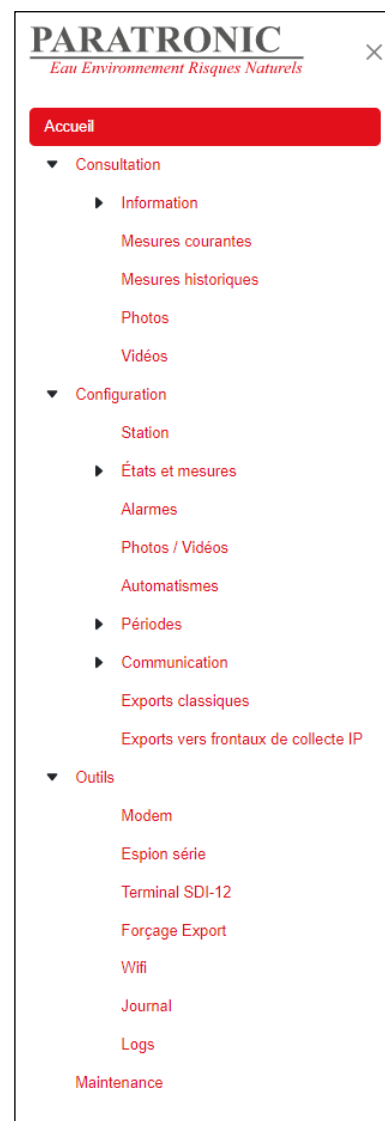 PARATRONIC
Eau Environnement Risques Naturels
Accueil
Consultation
Information
Mesures courantes
Mesures historiques
Photos
Vidéos
Configuration
Station
États et mesures
Alarmes
Photos / Vidéos
Automatismes
Périodes
Communication
Exports classiques
Exports vers frontaux de collecte IP
Outils
Modem
Espion série
Terminal SDI-12
Forçage Export
Wifi
Journal
Logs
Maintenance